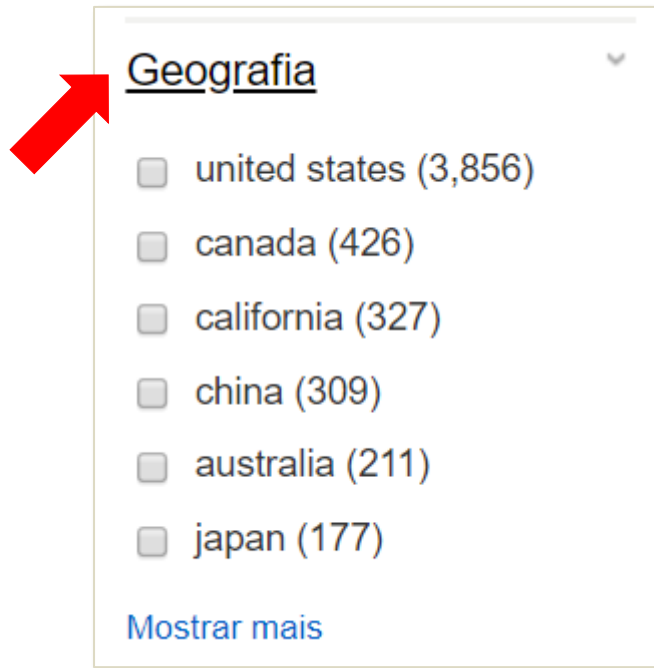 Geografia
united states (3,856)
canada (426)
california (327)
china (309)
australia (211)
japan (177)
Mostrar mais